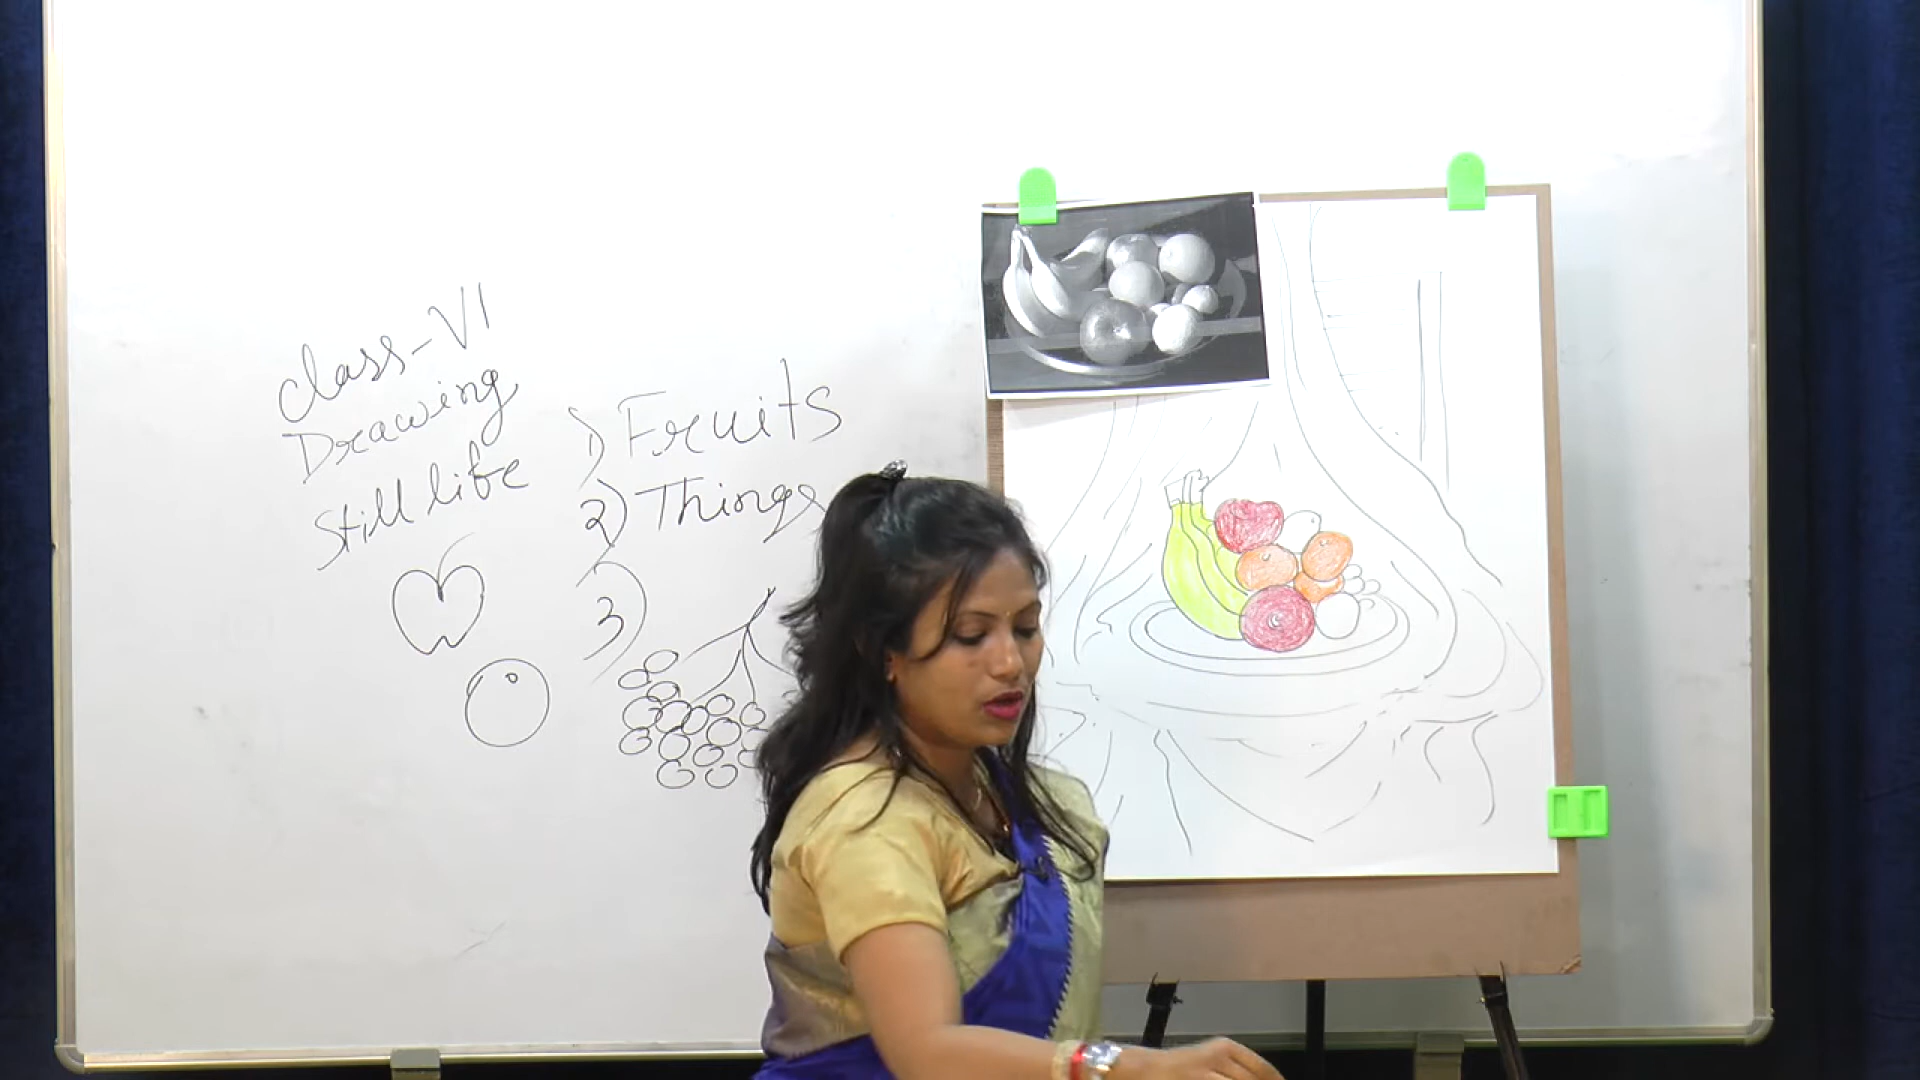 class-VI
Drawing
Still life
1) Fruits
2) Things
3)